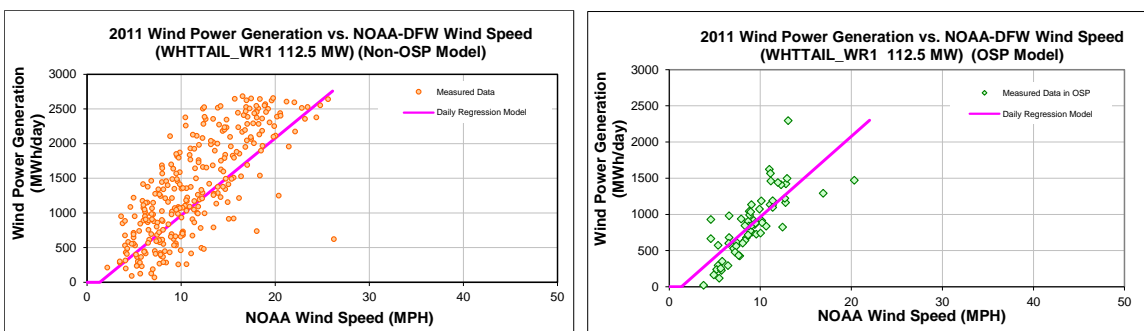 2011 Wind Power Generation vs. NOAA-DFW Wind Speed
(WHTTAIL_WR1 112.5 MW) (Non-OSP Model)
Wind Power Generation
(MWh/day)
3000
2500
2000
1500
1000
500
0
Measured Data
Daily Regression Model
0 10 20 30 40 50
NOAA Wind Speed (MPH)
2011 Wind Power Generation vs. NOAA-DFW Wind Speed
(WHTTAIL_WR1 112.5 MW) (OSP Model)
Wind Power Generation
(MWh/day)
3000
2500
2000
1500
1000
500
0
Measured Data in OSP
Daily Regression Model
0 10 20 30 40 50
NOAA Wind Speed (MPH)